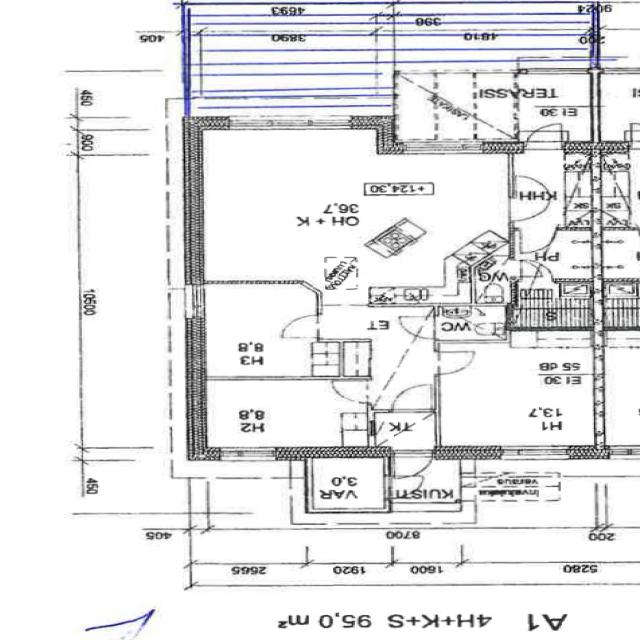 A1 4H+K+S 95,0 m²
5280 1600 1920 2665
200 8700 405
KUISTI
VAR
3,0
450
H1
13,7
TK
H2
8,8
EI 30
55 dB
H3
8,8
ET
WC
S
10500
WC
PH
OH + K
36,7
KHH
+124,30
900
EI 30
TERASSI
450
200 4810 3890 405
398
9024 4693